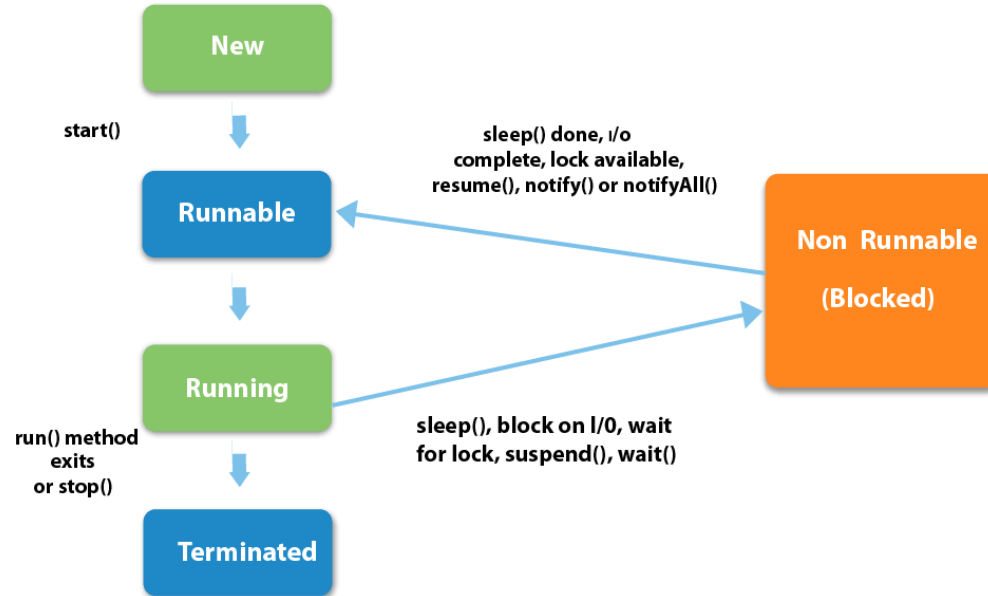 New
start()
sleep() done, I/o
complete, lock available,
resume(), notify() or notifyAll()
Runnable
Non Runnable
(Blocked)
Running
sleep(), block on I/0, wait
for lock, suspend(), wait()
run() method
exits
or stop()
Terminated